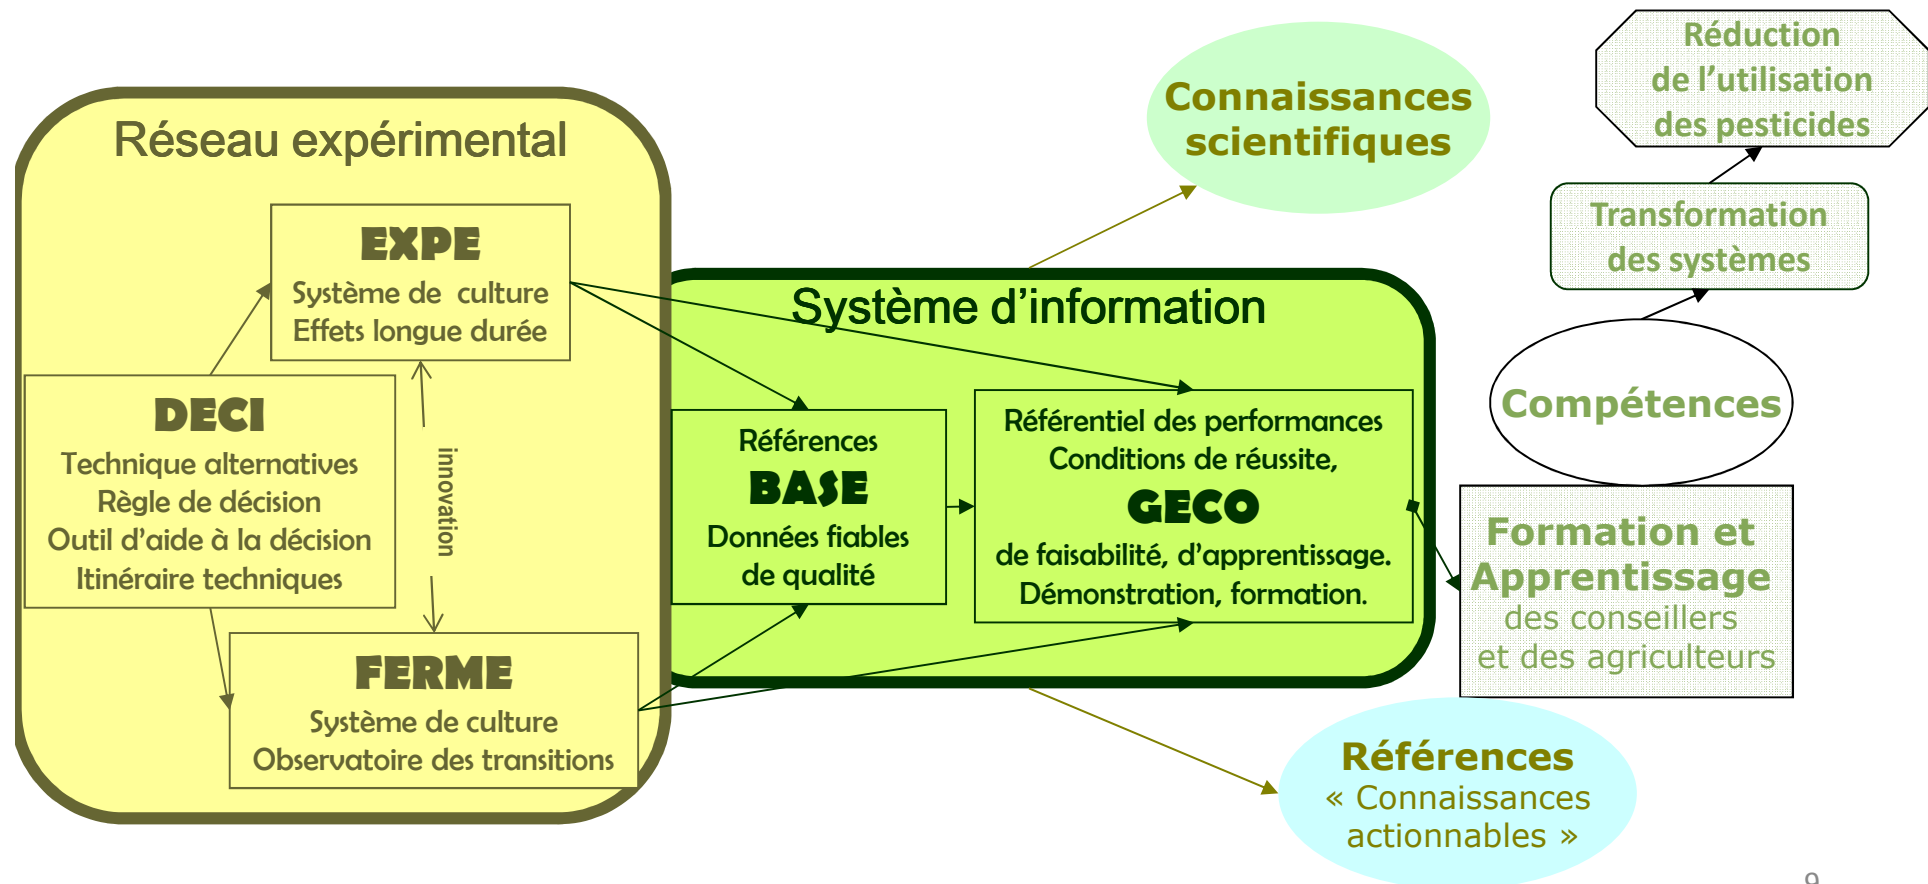 Réseau expérimental
EXPE
Système de culture
Effets longue durée
DECI
Technique alternatives
Règle de décision
Outil d'aide à la décision
Itinéraire techniques
innovation
FERME
Système de culture
Observatoire des transitions
Système d'information
Références
BASE
Données fiables
de qualité
Référentiel des performances
Conditions de réussite,
GECO
de faisabilité, d'apprentissage.
Démonstration, formation.
Connaissances
scientifiques
Références
« Connaissances
actionnables »
Réduction
de l'utilisation
des pesticides
Transformation
des systèmes
Compétences
Formation et
Apprentissage
des conseillers
et des agriculteurs
9